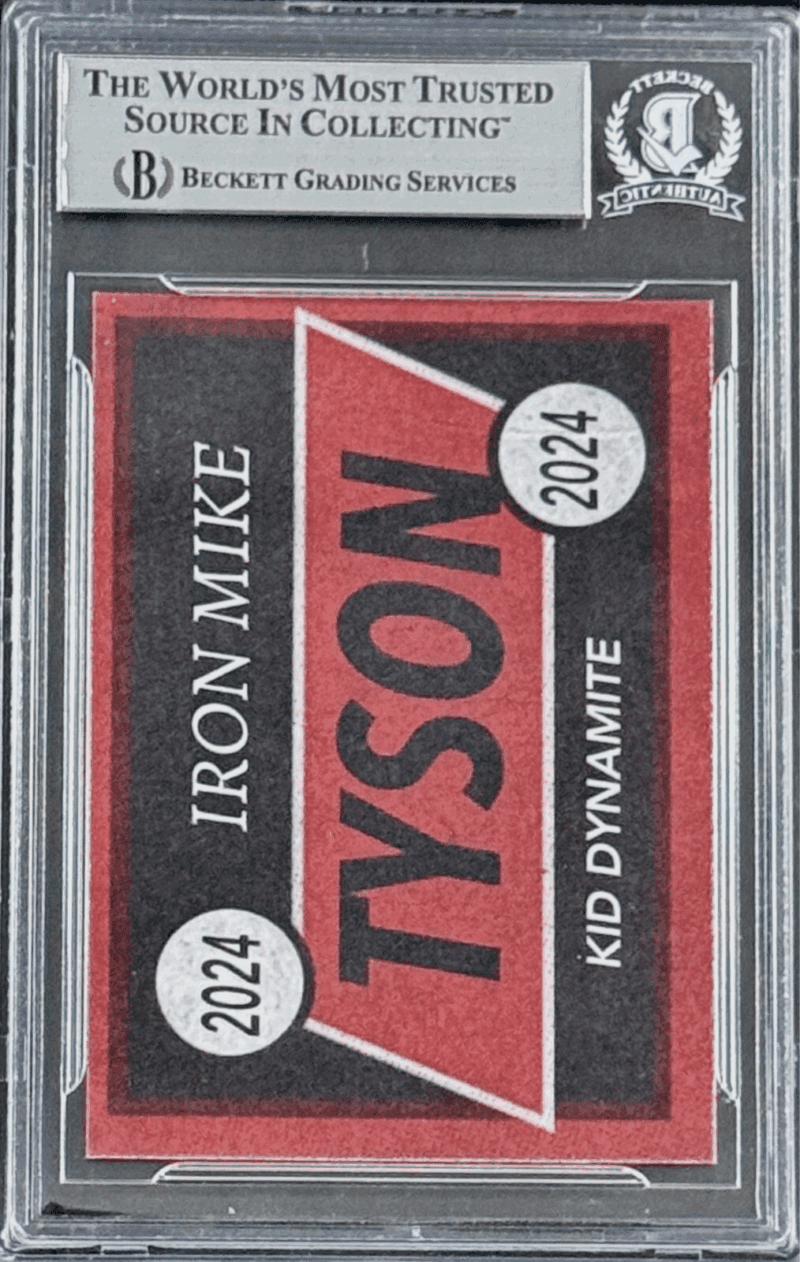 THE WORLD'S MOST TRUSTED
SOURCE IN COLLECTING™
B BECKETT GRADING SERVICES
BECKETT
B
AUTHENTIC
IRON MIKE
2024
TYSON
2024
KID DYNAMITE